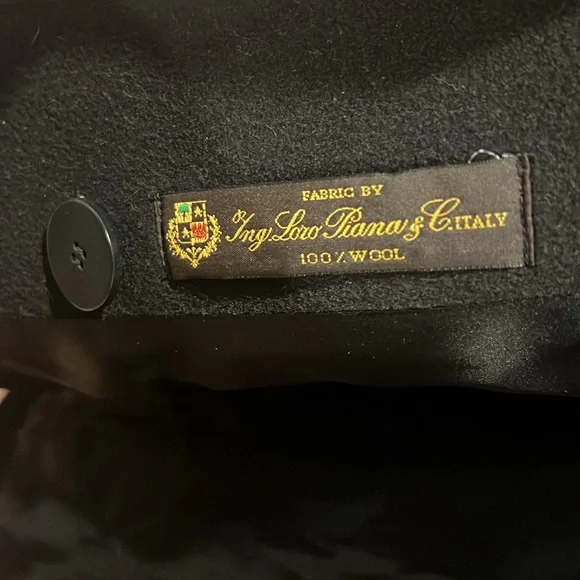 FABRIC BY
Ing. Loro Piana & C. ITALY
100% WOOL